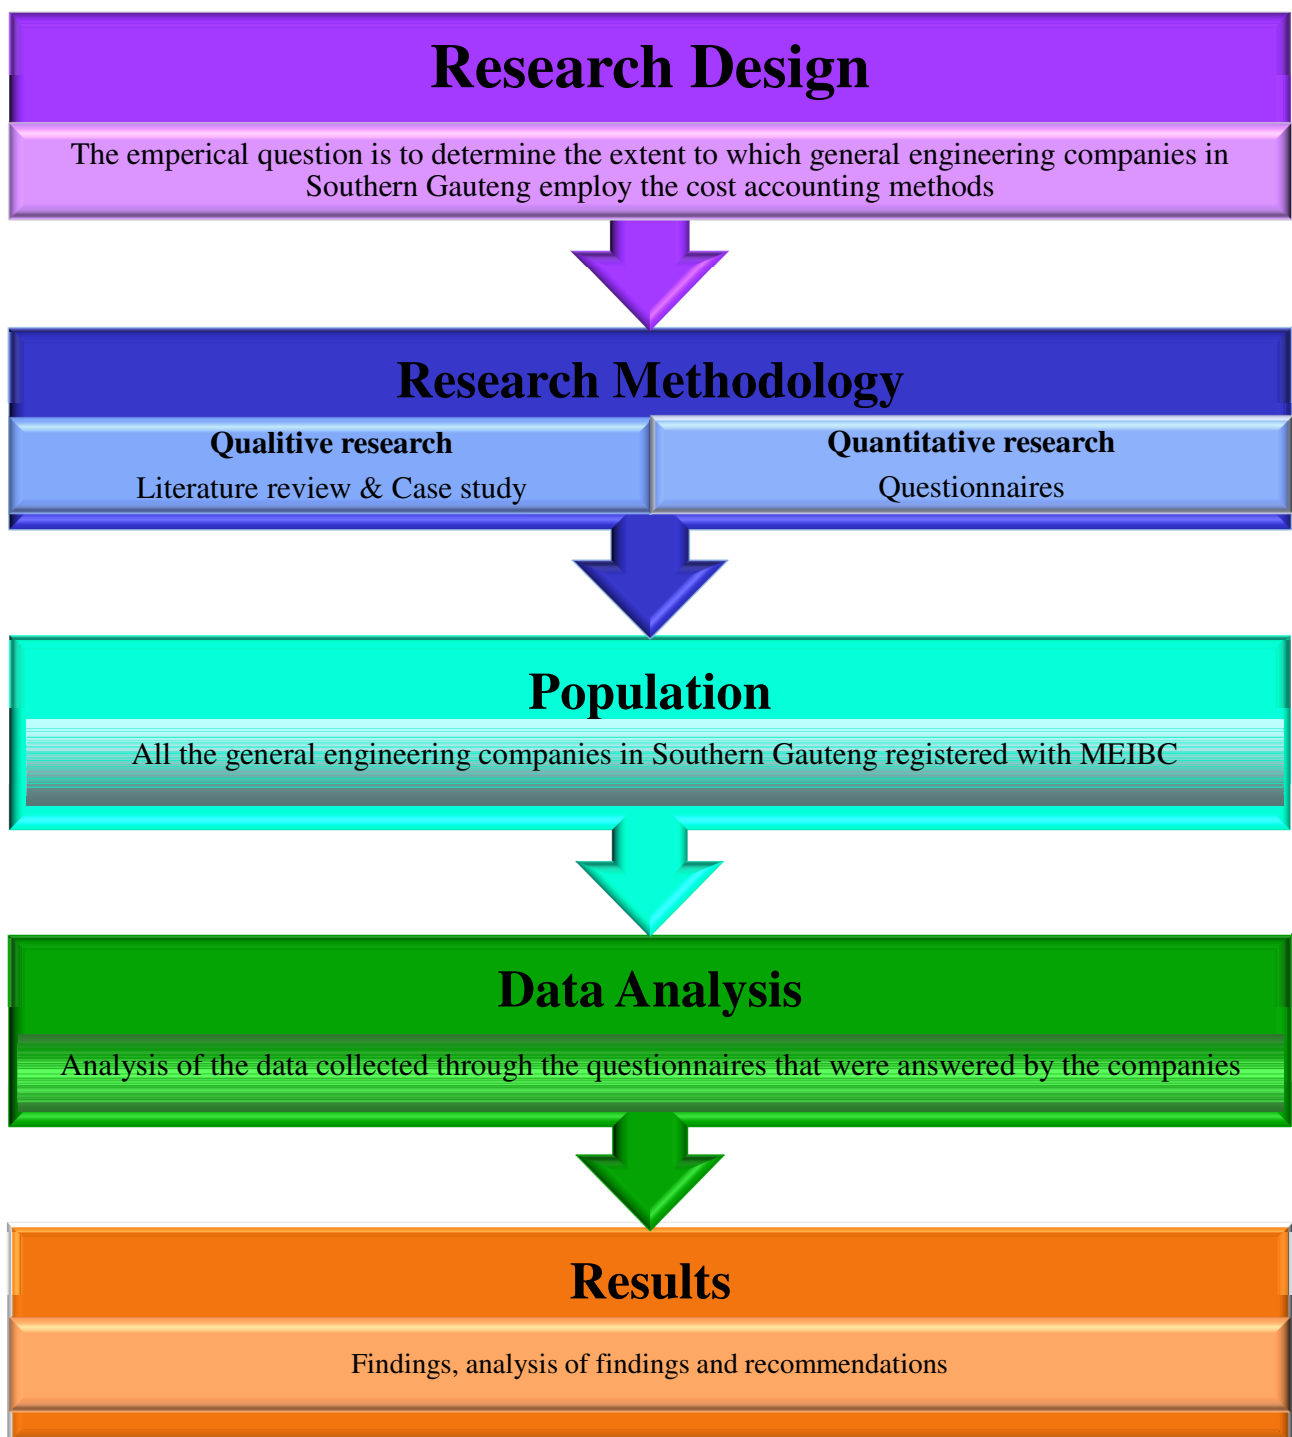 Research Design
The emperical question is to determine the extent to which general engineering companies in
Southern Gauteng employ the cost accounting methods
Research Methodology
Qualitive research
Literature review & Case study
Quantitative research
Questionnaires
Population
All the general engineering companies in Southern Gauteng registered with MEIBC
Data Analysis
Analysis of the data collected through the questionnaires that were answered by the companies
Results
Findings, analysis of findings and recommendations